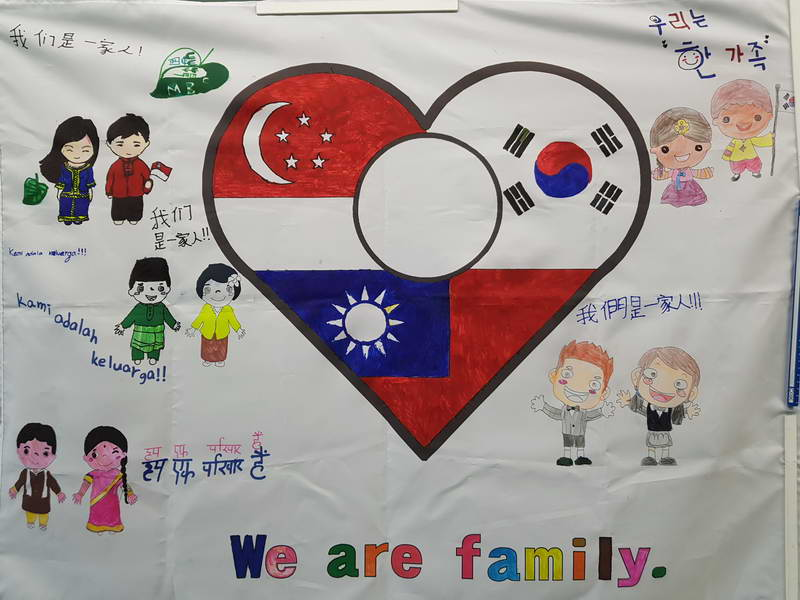 我们是一家人!
M B C
우리는
"한 가족"
我们
是一家人!!
Kami adala keluarga!!!
Kami
adalah
keluarga!!
我們是一家人!!!
हम एक परिवार हैं
हम एक परिवार हैं
We are family.